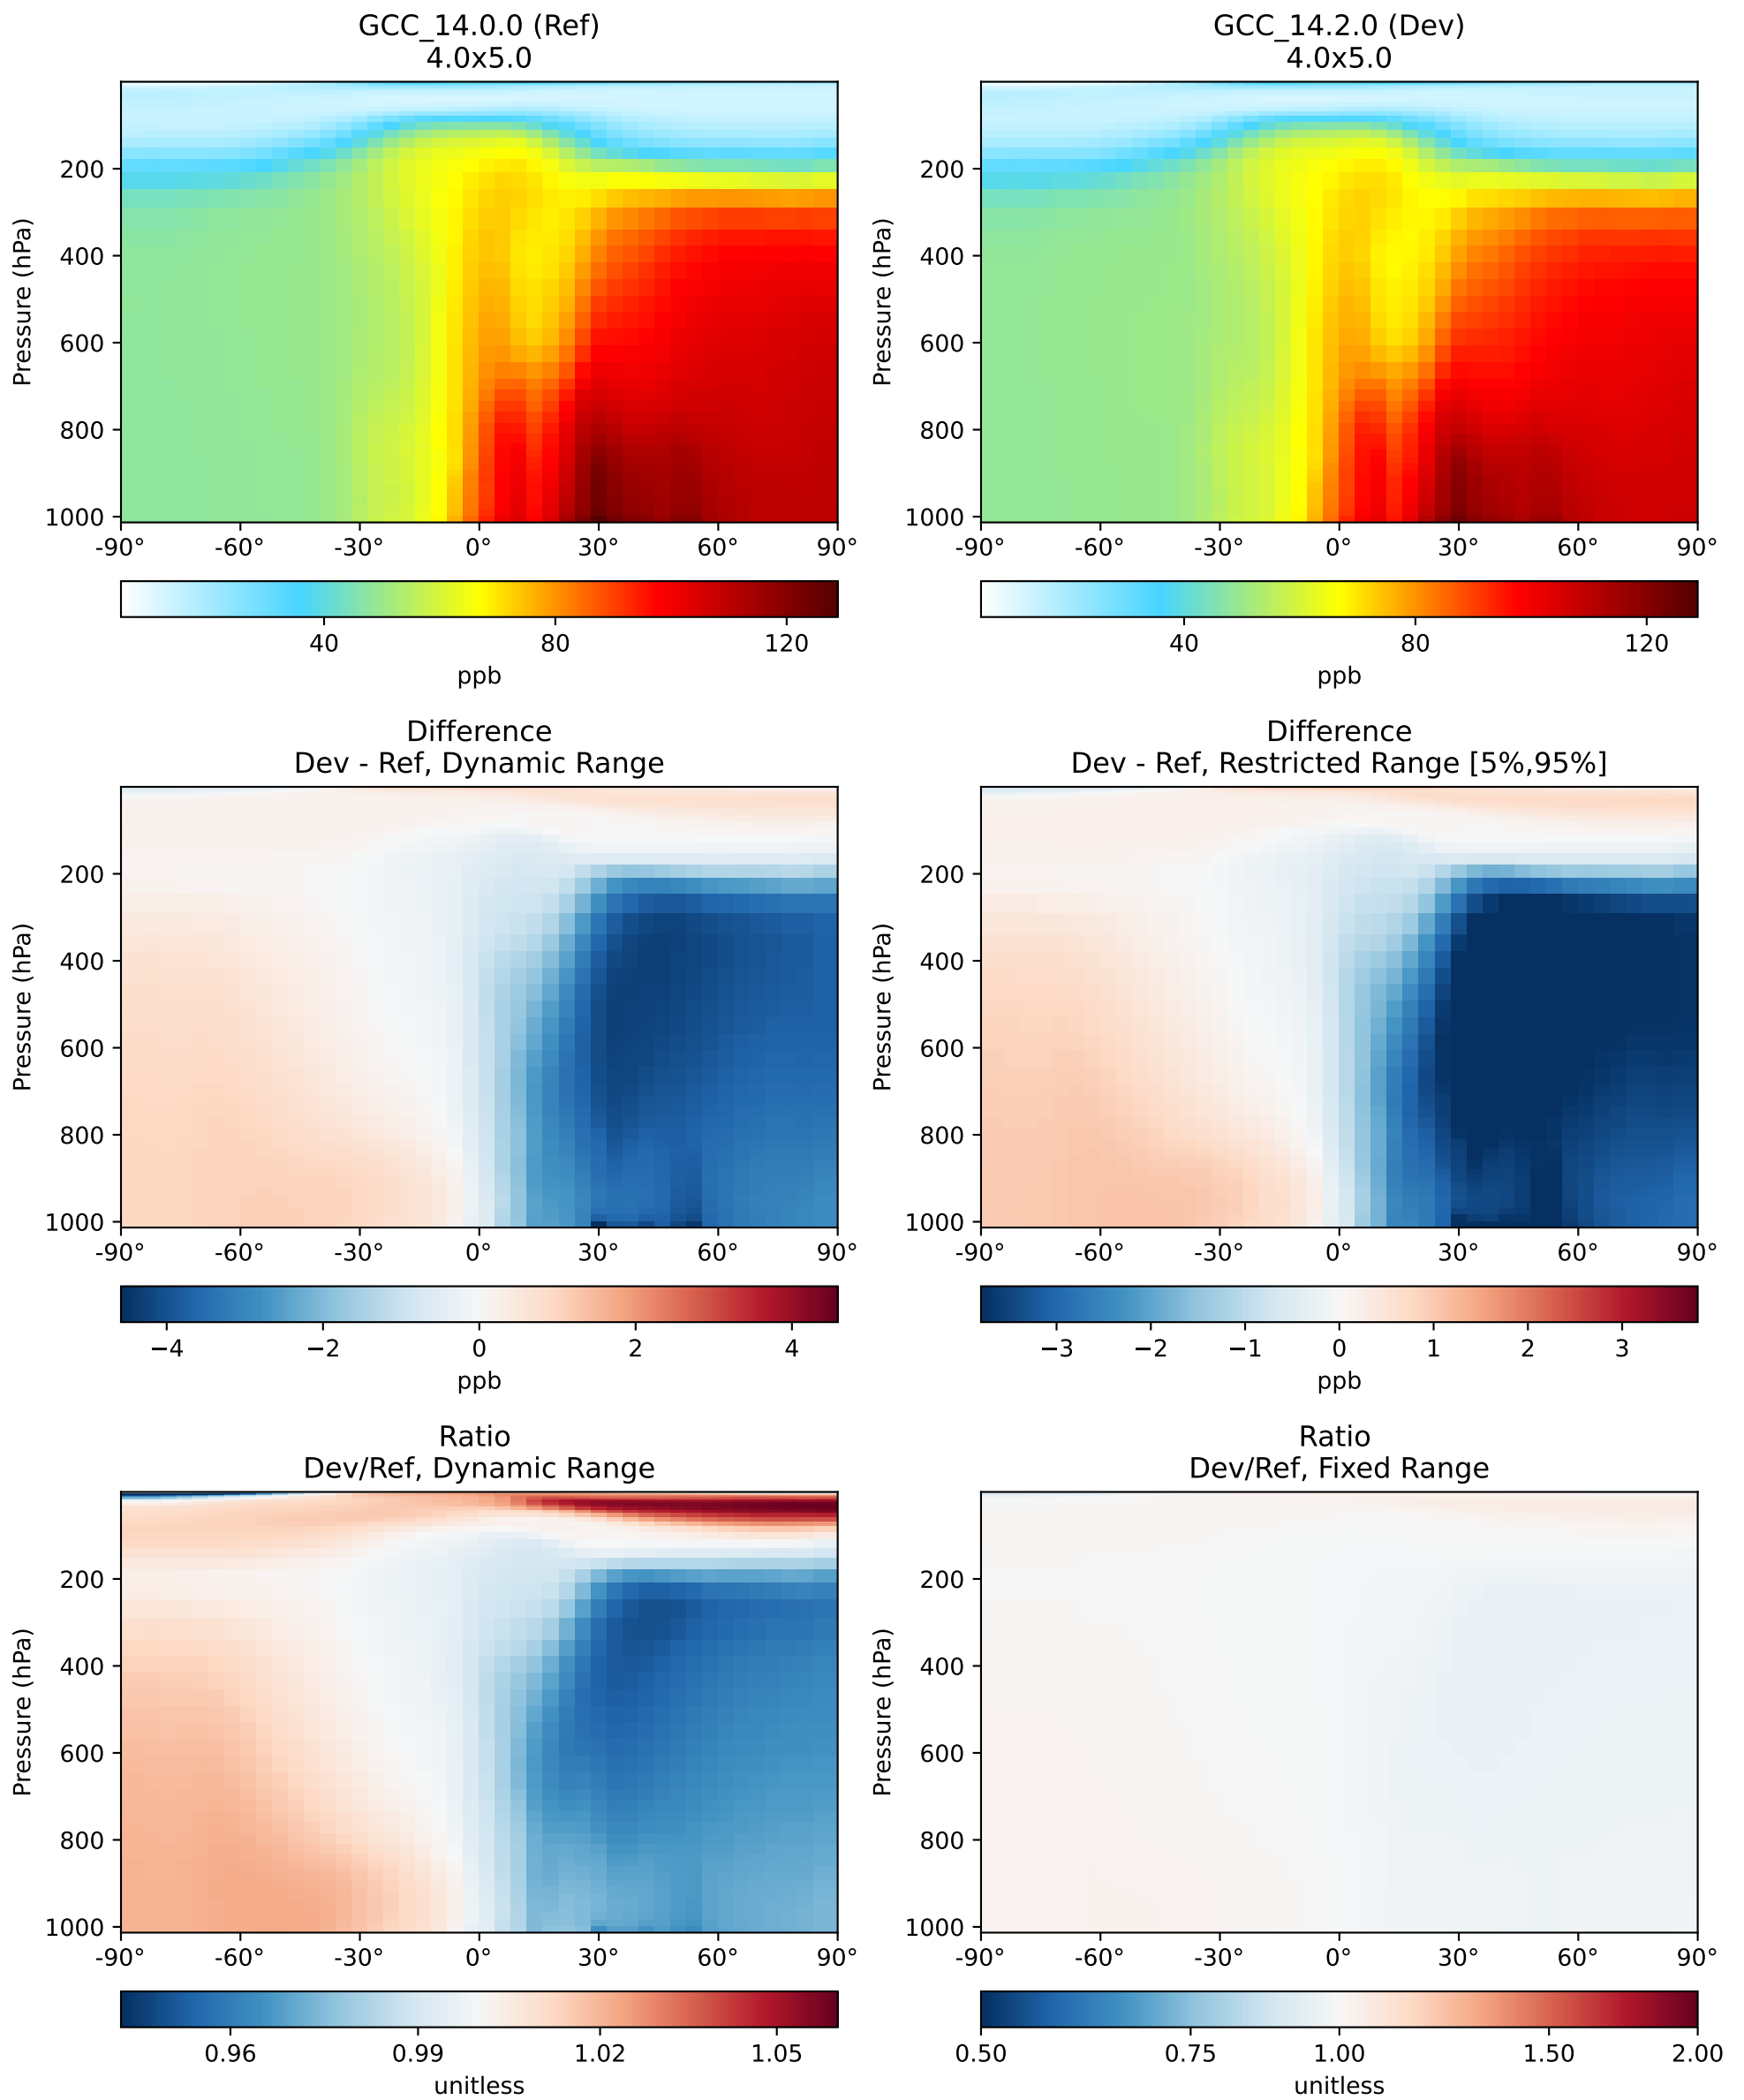 GCC_14.0.0 (Ref)
4.0x5.0
Pressure (hPa)
200
400
600
800
1000
-90° -60° -30° 0° 30° 60° 90°
40 80 120
ppb
GCC_14.2.0 (Dev)
4.0x5.0
Pressure (hPa)
200
400
600
800
1000
-90° -60° -30° 0° 30° 60° 90°
40 80 120
ppb
Difference
Dev - Ref, Dynamic Range
Pressure (hPa)
200
400
600
800
1000
-90° -60° -30° 0° 30° 60° 90°
−4 −2 0 2 4
ppb
Difference
Dev - Ref, Restricted Range [5%,95%]
Pressure (hPa)
200
400
600
800
1000
-90° -60° -30° 0° 30° 60° 90°
−3 −2 −1 0 1 2 3
ppb
Ratio
Dev/Ref, Dynamic Range
Pressure (hPa)
200
400
600
800
1000
-90° -60° -30° 0° 30° 60° 90°
0.96 0.99 1.02 1.05
unitless
Ratio
Dev/Ref, Fixed Range
Pressure (hPa)
200
400
600
800
1000
-90° -60° -30° 0° 30° 60° 90°
0.50 0.75 1.00 1.50 2.00
unitless